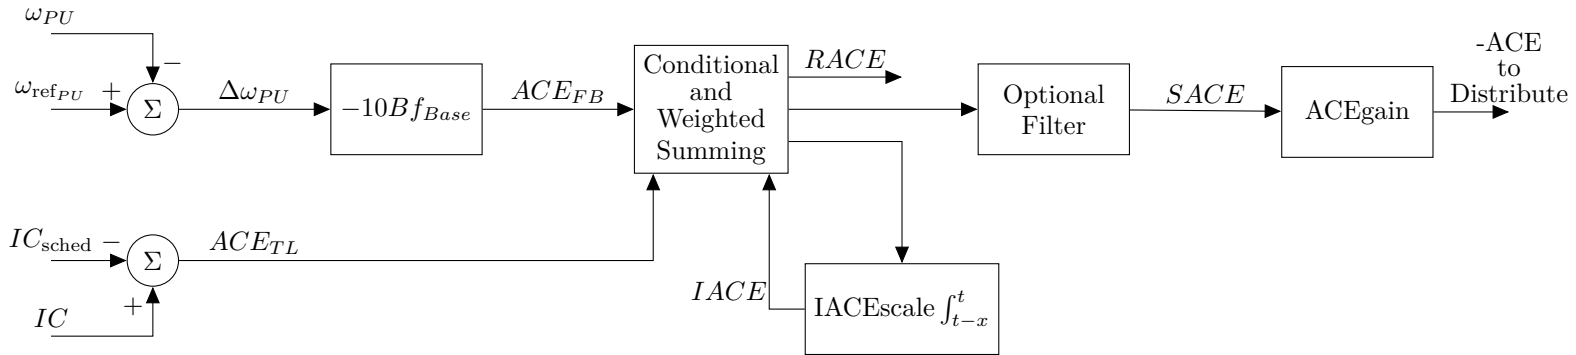 ω_PU
−
ω_ref_PU
+
Σ
Δω_PU
−10Bf_Base
ACE_FB
Conditional
and
Weighted
Summing
RACE
Optional
Filter
SACE
ACEgain
-ACE
to
Distribute
IC_sched
−
Σ
ACE_TL
+
IC
IACE
IACEscale ∫_{t−x}^{t}